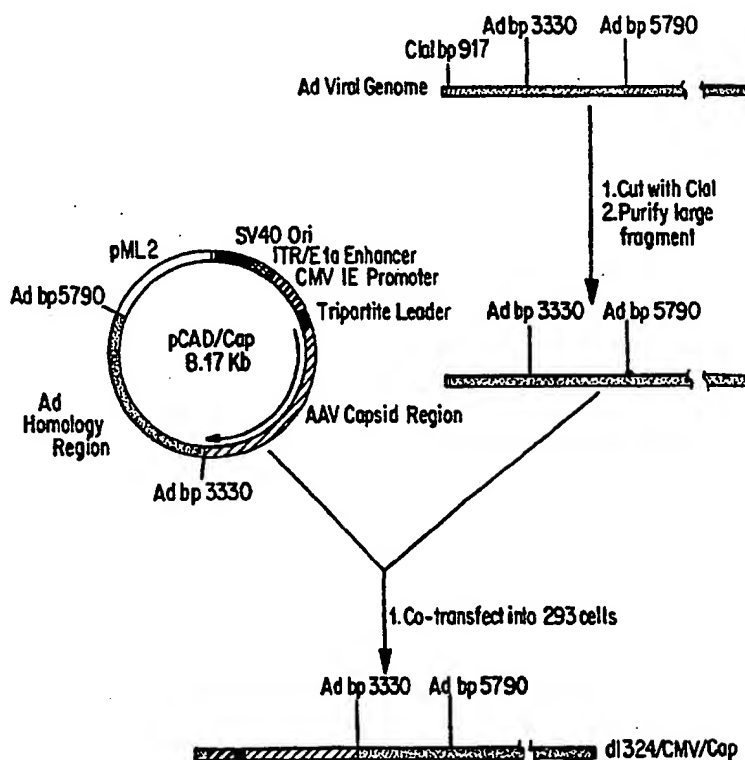 Ad bp 3330
Ad bp 5790
ClaI bp 917
Ad Viral Genome
1. Cut with ClaI
2. Purify large
fragment
SV40 Ori
pML2
ITR/E1a Enhancer
CMV IE Promoter
Ad bp 5790
Tripartite Leader
pCAD/Cap
8.17 Kb
Ad bp 3330
Ad bp 5790
Ad
Homology
Region
AAV Capsid Region
Ad bp 3330
1. Co-transfect into 293 cells
Ad bp 3330
Ad bp 5790
dl324/CMV/Cap